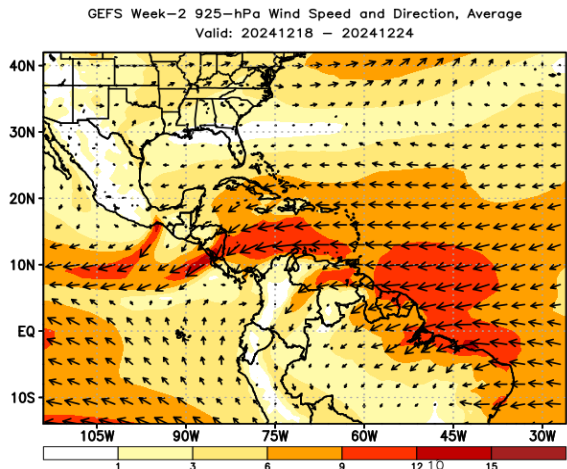 GEFS Week-2 925-hPa Wind Speed and Direction, Average
Valid: 20241218 - 20241224
40N
30N
20N
10N
EQ
10S
105W 90W 75W 60W 45W 30W
1 3 6 9 12 10 15